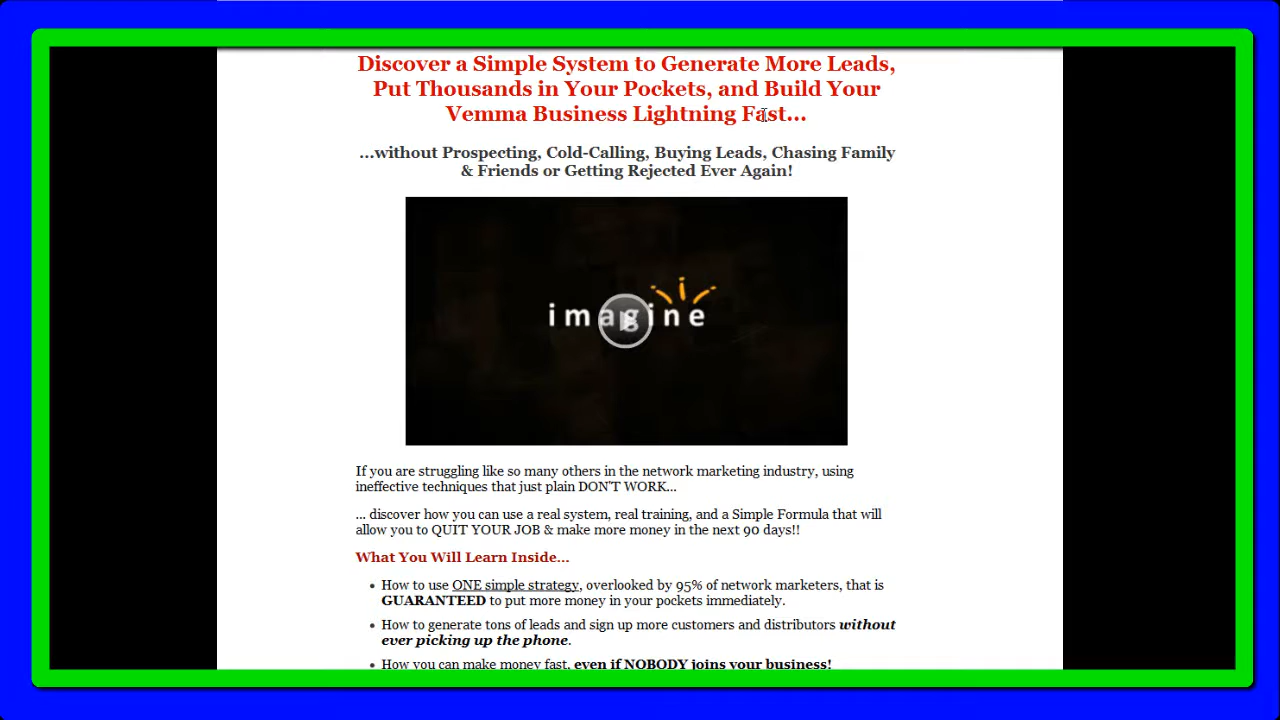 Discover a Simple System to Generate More Leads,
Put Thousands in Your Pockets, and Build Your
Vemma Business Lightning Fast...
...without Prospecting, Cold-Calling, Buying Leads, Chasing Family
& Friends or Getting Rejected Ever Again!
imagine
If you are struggling like so many others in the network marketing industry, using
ineffective techniques that just plain DON'T WORK...
... discover how you can use a real system, real training, and a Simple Formula that will
allow you to QUIT YOUR JOB & make more money in the next 90 days!!
What You Will Learn Inside...
• How to use ONE simple strategy, overlooked by 95% of network marketers, that is
GUARANTEED to put more money in your pockets immediately.
• How to generate tons of leads and sign up more customers and distributors without
ever picking up the phone.
• How you can make money fast, even if NOBODY joins your business!